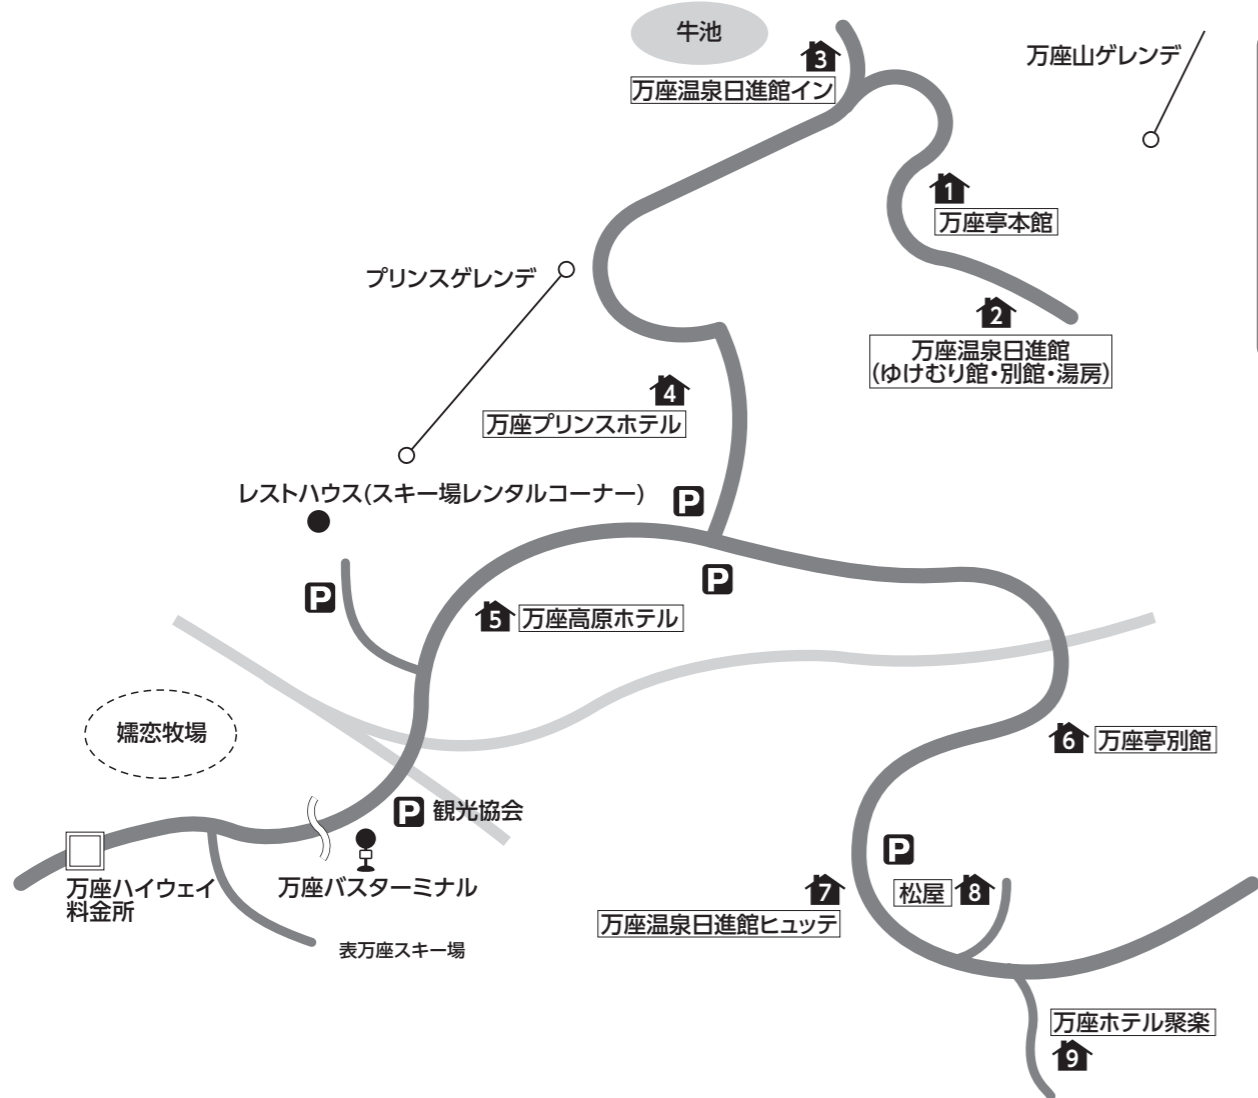 牛池
万座山ゲレンデ
3
万座温泉日進館イン
1
万座亭本館
プリンスゲレンデ
2
万座温泉日進館
(ゆけむり館・別館・湯房)
4
万座プリンスホテル
レストハウス(スキー場レンタルコーナー)
P
P
P
5
万座高原ホテル
嬬恋牧場
6
万座亭別館
P
観光協会
P
万座ハイウェイ
料金所
万座バスターミナル
7
万座温泉日進館ヒュッテ
松屋
8
表万座スキー場
万座ホテル聚楽
9